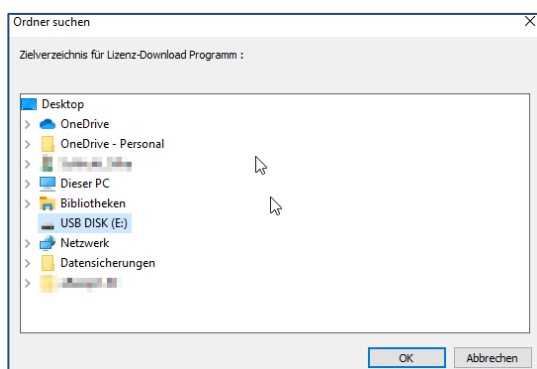 Ordner suchen
Zielverzeichnis für Lizenz-Download Programm :
Desktop
OneDrive
OneDrive - Personal
Dieser PC
Bibliotheken
USB DISK (E:)
Netzwerk
Datensicherungen
OK Abbrechen